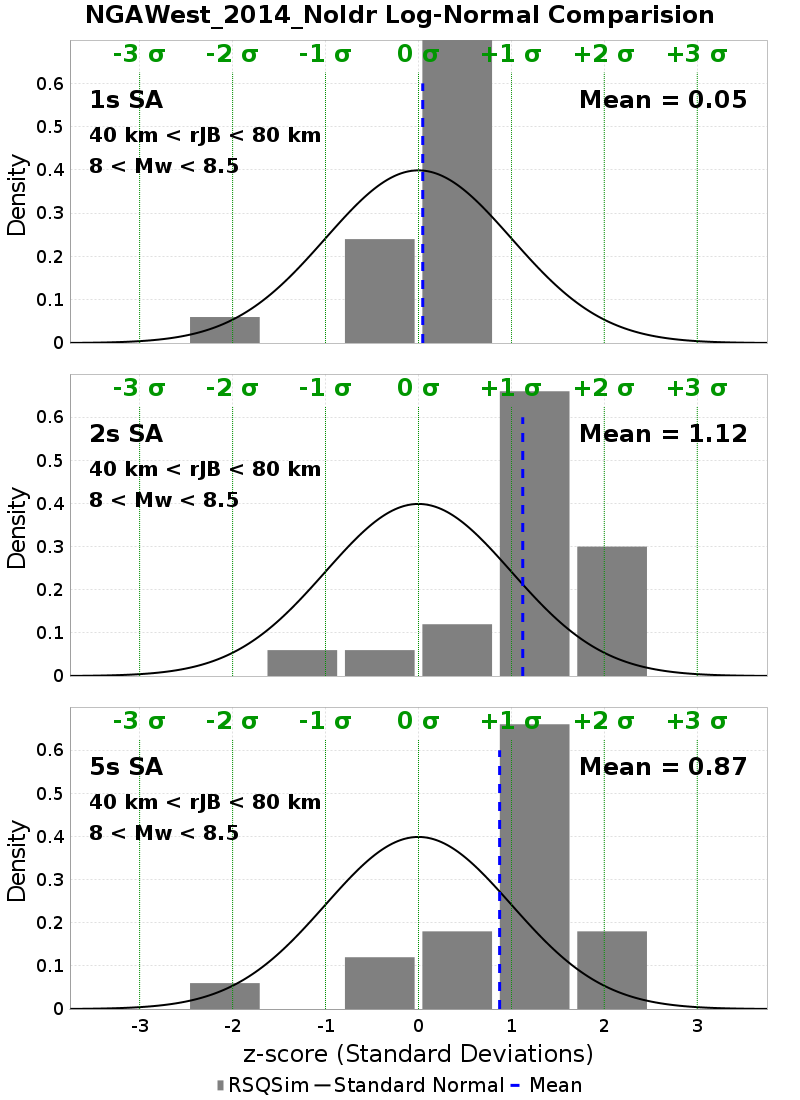 NGAWest_2014_NoIdr Log-Normal Comparision
-3 σ -2 σ -1 σ 0 σ +1 σ +2 σ +3 σ
1s SA
Mean = 0.05
40 km < rJB < 80 km
8 < Mw < 8.5
0.6
0.5
0.4
0.3
0.2
0.1
0
Density
-3 σ -2 σ -1 σ 0 σ +1 σ +2 σ +3 σ
2s SA
Mean = 1.12
40 km < rJB < 80 km
8 < Mw < 8.5
0.6
0.5
0.4
0.3
0.2
0.1
0
Density
-3 σ -2 σ -1 σ 0 σ +1 σ +2 σ +3 σ
5s SA
Mean = 0.87
40 km < rJB < 80 km
8 < Mw < 8.5
0.6
0.5
0.4
0.3
0.2
0.1
0
Density
-3 -2 -1 0 1 2 3
z-score (Standard Deviations)
RSQSim Standard Normal Mean